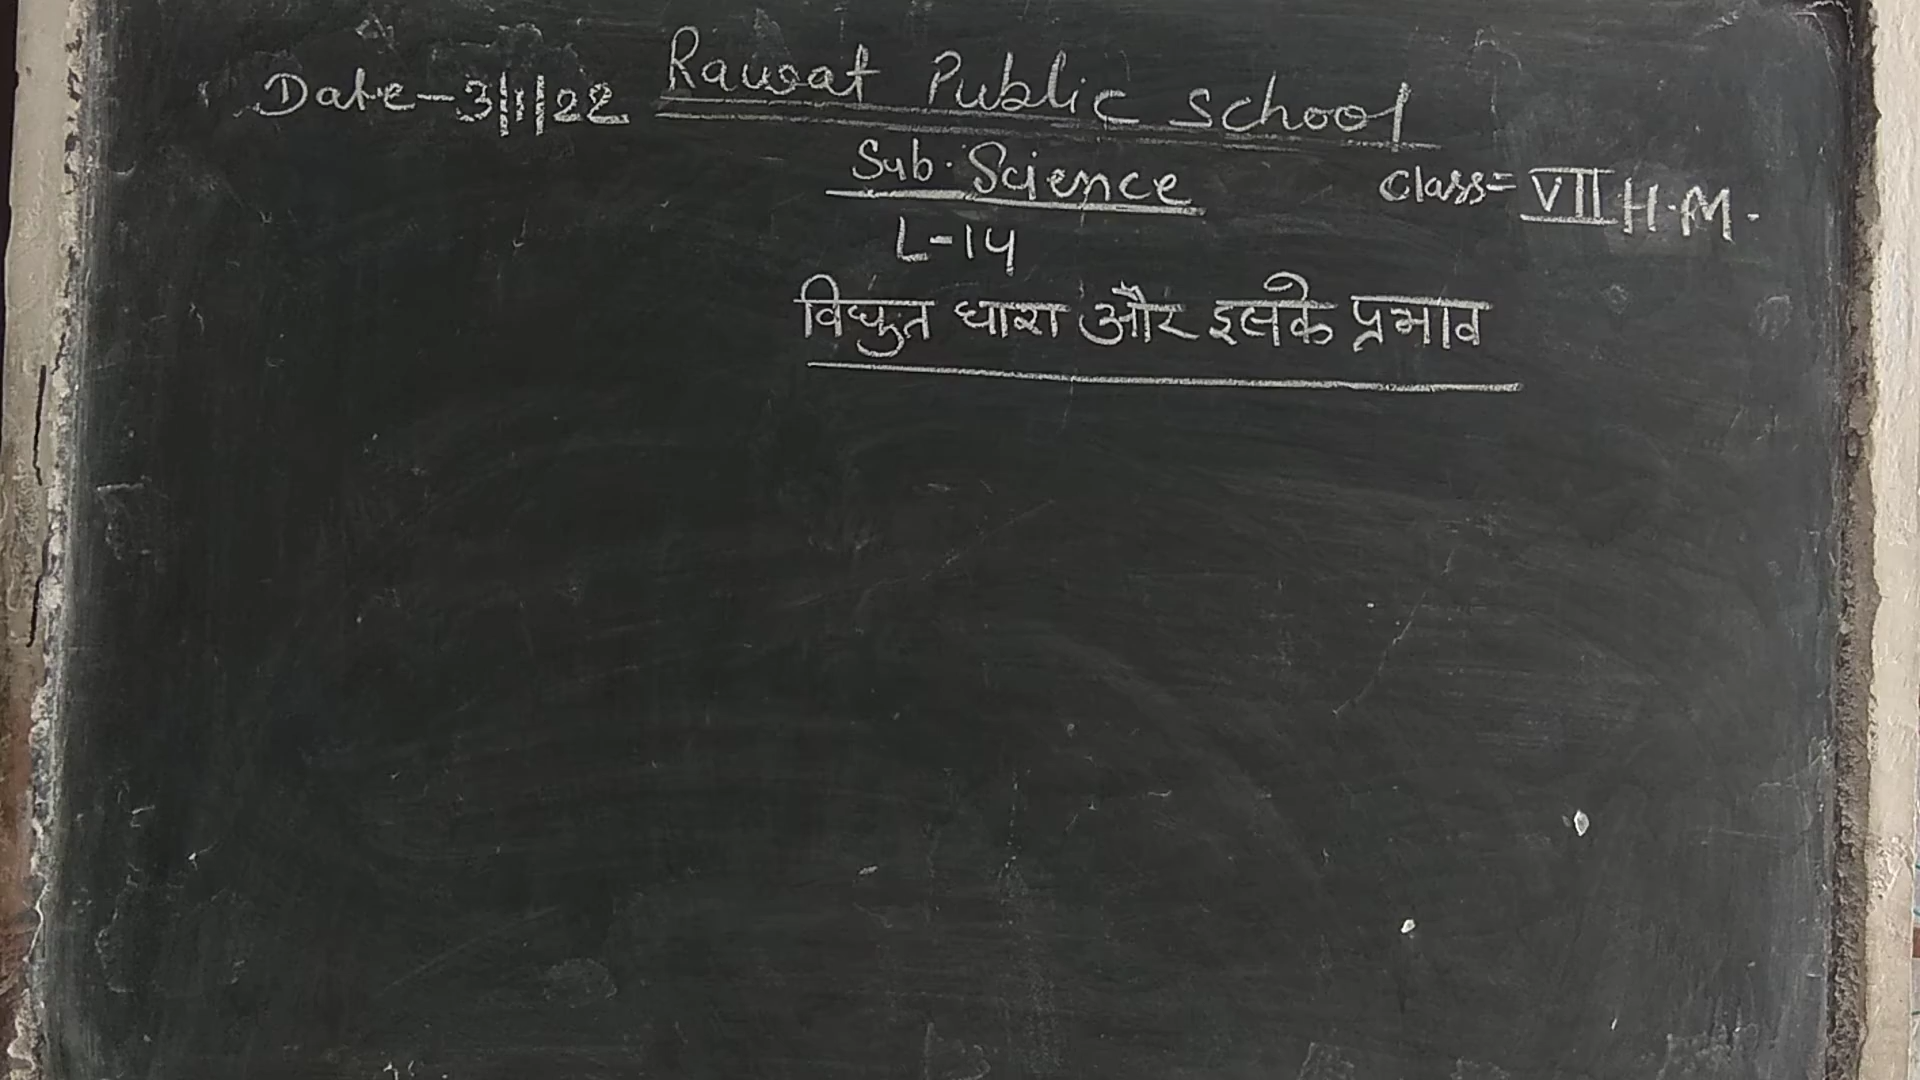 Rawat Public School
Date-3/1/22
Sub. Science
Class= VII H.M.
L-14
विद्युत धारा और इसके प्रभाव